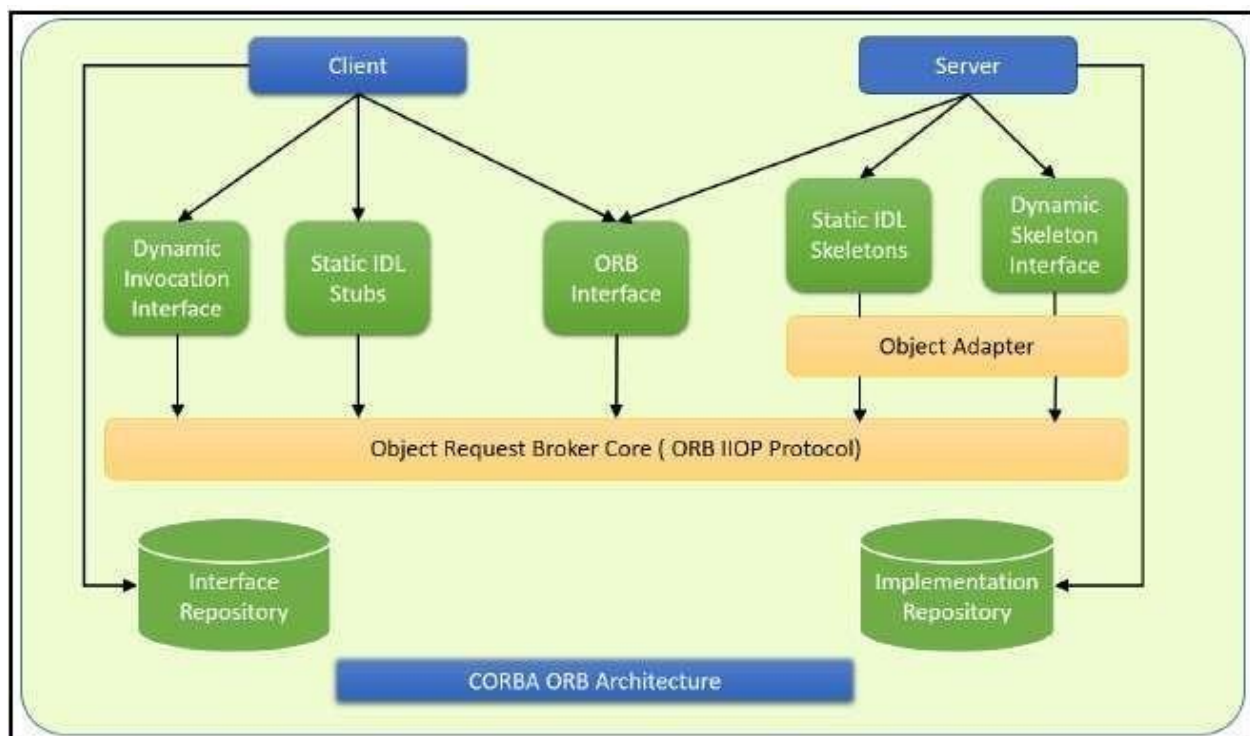 Client
Server
Dynamic
Invocation
Interface
Static IDL
Stubs
ORB
Interface
Static IDL
Skeletons
Dynamic
Skeleton
Interface
Object Adapter
Object Request Broker Core ( ORB IIOP Protocol)
Interface
Repository
Implementation
Repository
CORBA ORB Architecture